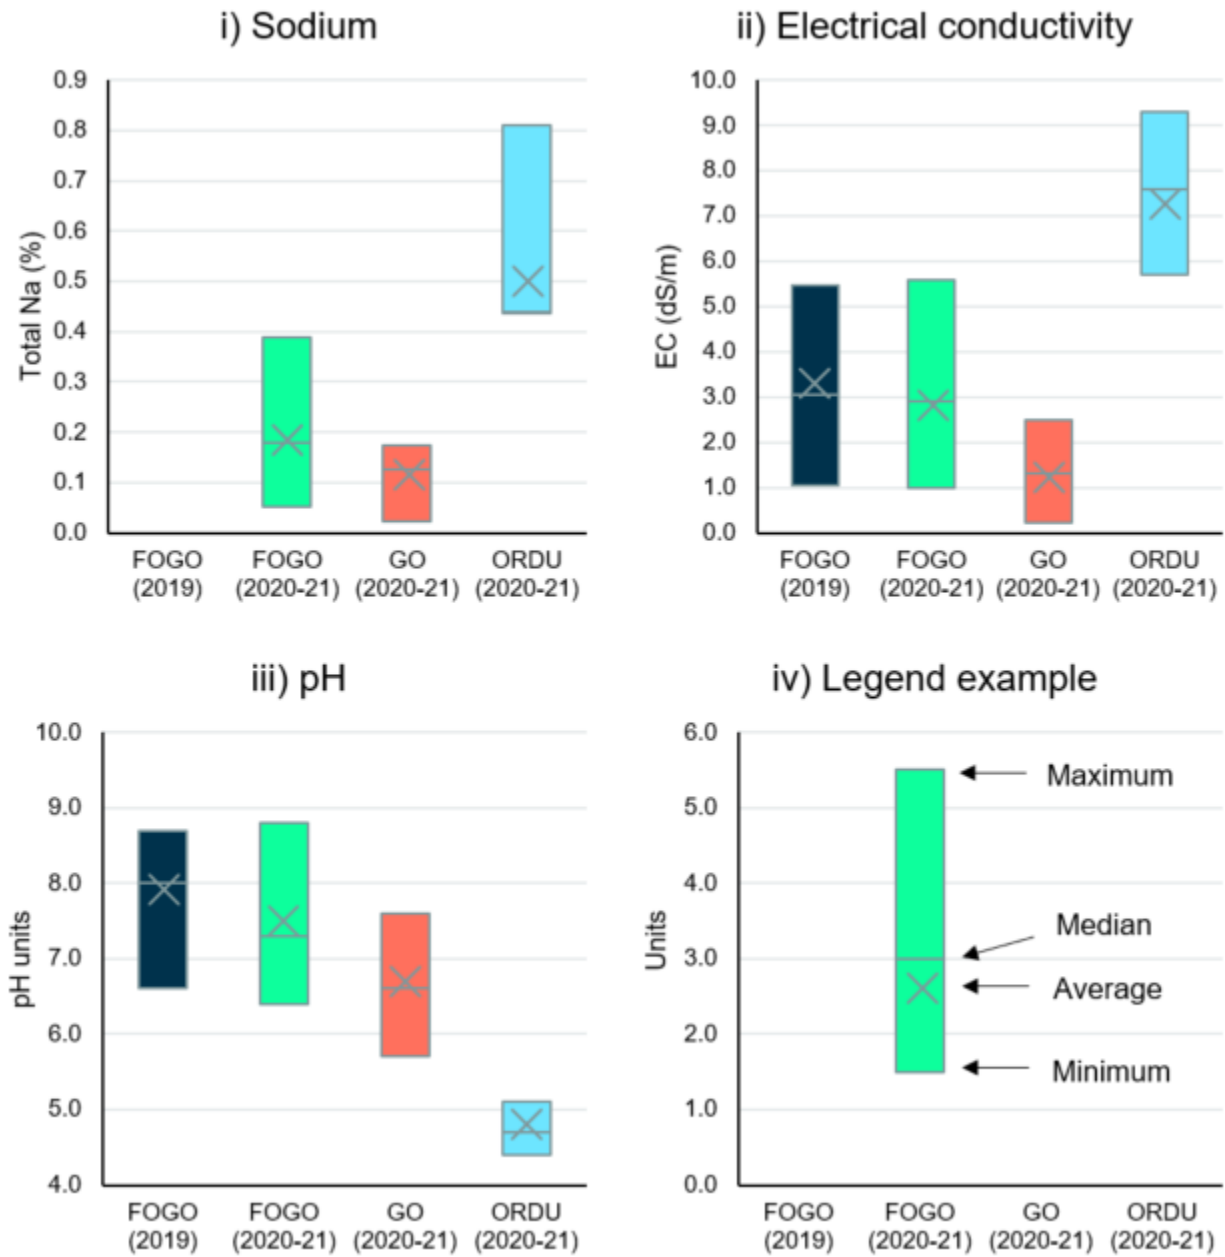 i) Sodium
Total Na (%)
0.9
0.8
0.7
0.6
0.5
0.4
0.3
0.2
0.1
0.0
FOGO FOGO GO ORDU
(2019) (2020-21) (2020-21) (2020-21)
ii) Electrical conductivity
EC (dS/m)
10.0
9.0
8.0
7.0
6.0
5.0
4.0
3.0
2.0
1.0
0.0
FOGO FOGO GO ORDU
(2019) (2020-21) (2020-21) (2020-21)
iii) pH
pH units
10.0
9.0
8.0
7.0
6.0
5.0
4.0
FOGO FOGO GO ORDU
(2019) (2020-21) (2020-21) (2020-21)
iv) Legend example
Units
6.0
5.0
4.0
3.0
2.0
1.0
0.0
Maximum
Median
Average
Minimum
FOGO FOGO GO ORDU
(2019) (2020-21) (2020-21) (2020-21)